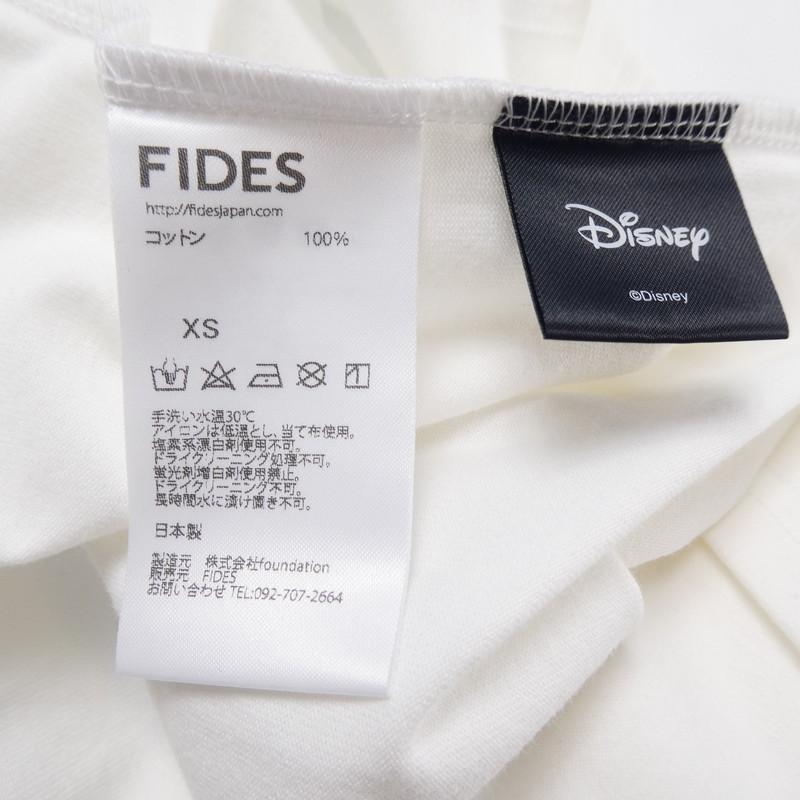 FIDES
http://fidesjapan.com
コットン 100%
XS
手洗い水温30℃
アイロンは低温とし、当て布使用。
塩素系漂白剤使用不可。
ドライクリーニング処理不可。
蛍光剤増白剤使用禁止。
ドライクリーニング不可。
長時間水に漬け置き不可。
日本製
製造元 株式会社foundation
販売元 FIDES
お問い合わせ TEL:092-707-2664
Disney
©Disney